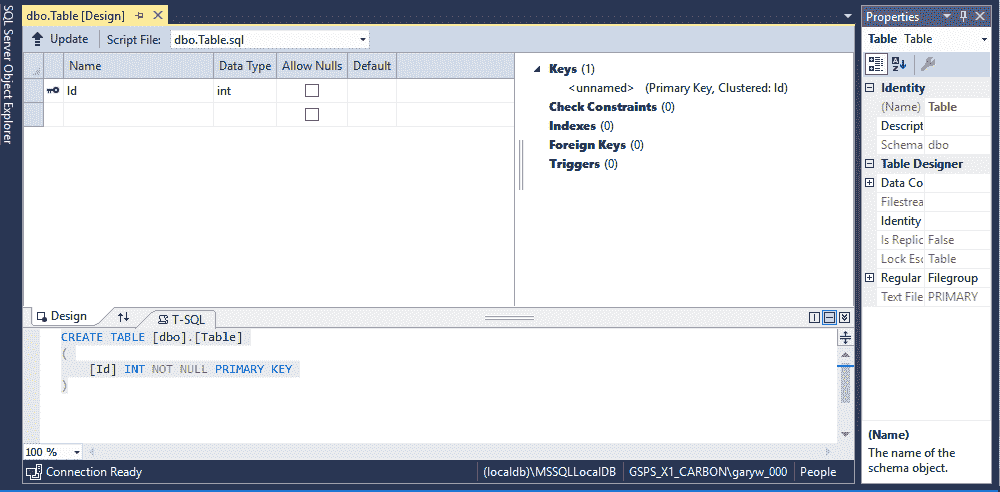 SQL Server Object Explorer
dbo.Table [Design]
Update Script File: dbo.Table.sql
Name Data Type Allow Nulls Default
Id int
Keys (1)
<unnamed> (Primary Key, Clustered: Id)
Check Constraints (0)
Indexes (0)
Foreign Keys (0)
Triggers (0)
Design T-SQL
CREATE TABLE [dbo].[Table]
(
[Id] INT NOT NULL PRIMARY KEY
)
100 %
Connection Ready (localdb)\MSSQLLocalDB GSPS_X1_CARBON\garyw_000 People
Properties
Table Table
Identity
(Name) Table
Descript
Schema dbo
Table Designer
Data Co
Filestrea
Identity
Is Replic False
Lock Esc Table
Regular Filegroup
Text File PRIMARY
(Name)
The name of the
schema object.